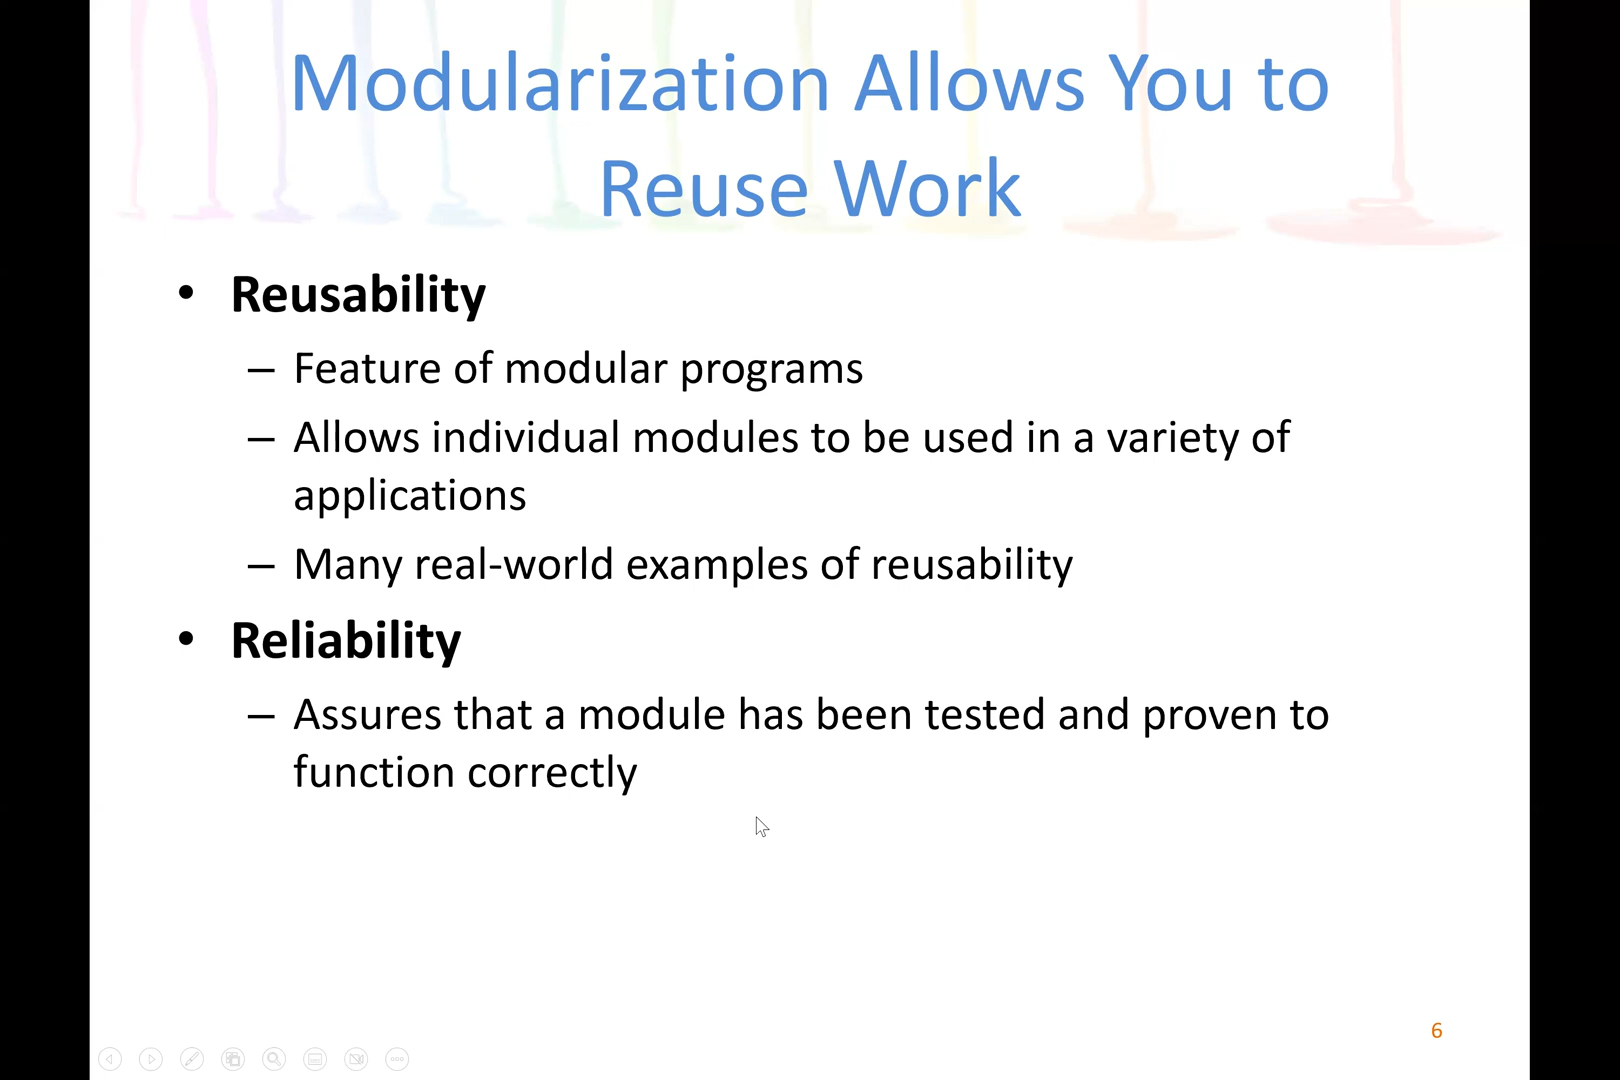 Modularization Allows You to
Reuse Work
• Reusability
– Feature of modular programs
– Allows individual modules to be used in a variety of
applications
– Many real-world examples of reusability
• Reliability
– Assures that a module has been tested and proven to
function correctly
6